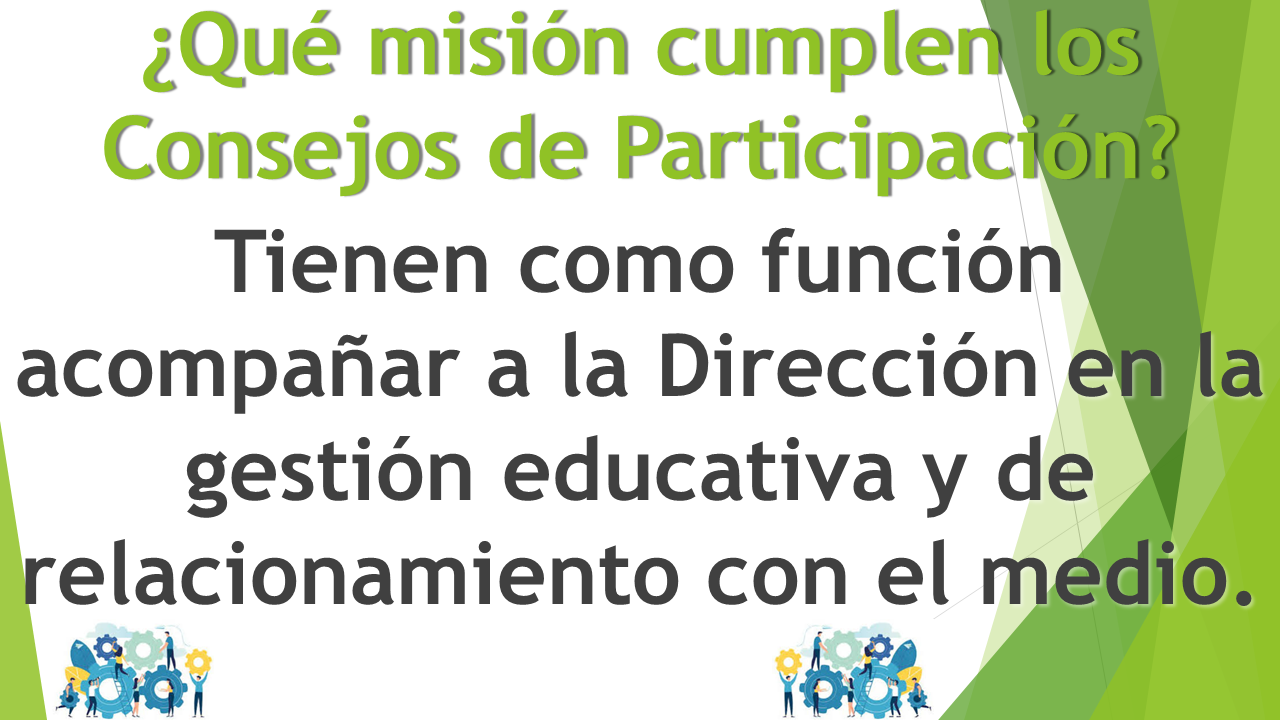 ¿Qué misión cumplen los
Consejos de Participación?
Tienen como función
acompañar a la Dirección en la
gestión educativa y de
relacionamiento con el medio.